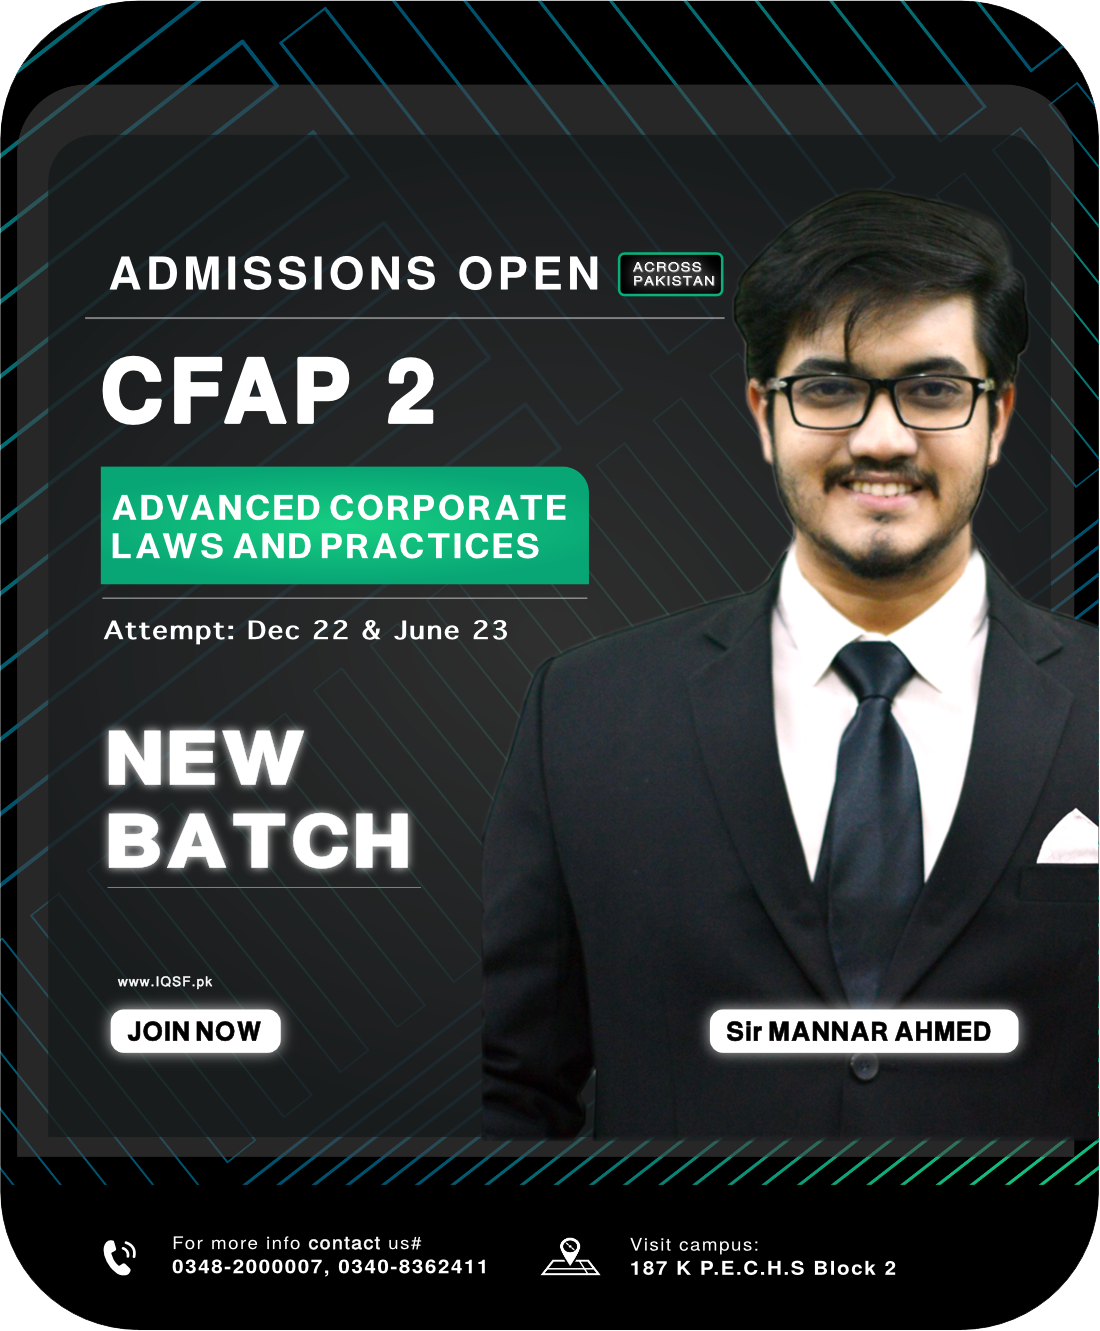 ADMISSIONS OPEN
ACROSS
PAKISTAN
CFAP 2
ADVANCED CORPORATE
LAWS AND PRACTICES
Attempt: Dec 22 & June 23
NEW
BATCH
www.IQSF.pk
JOIN NOW
Sir MANNAR AHMED
For more info contact us#
0348-2000007, 0340-8362411
Visit campus:
187 K P.E.C.H.S Block 2